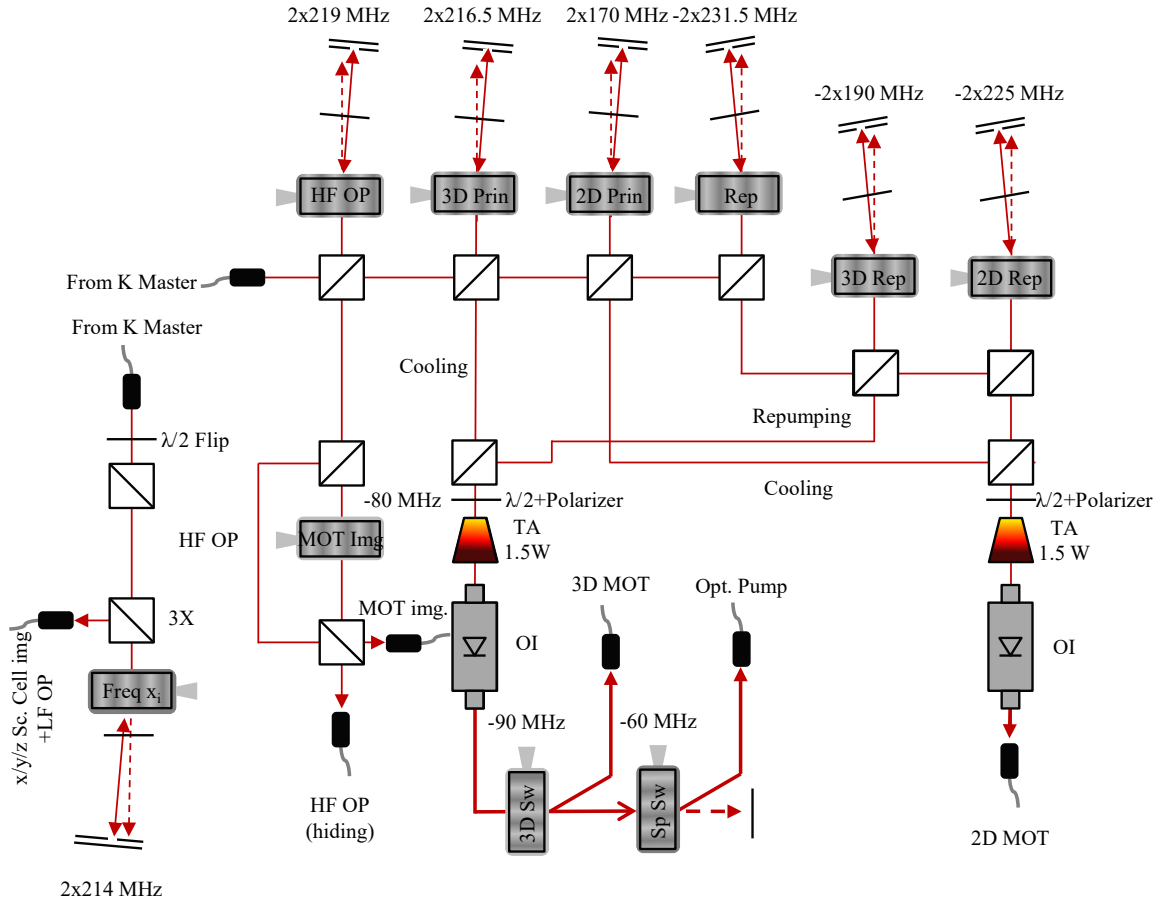 2x219 MHz
2x216.5 MHz
2x170 MHz
-2x231.5 MHz
-2x190 MHz
-2x225 MHz
HF OP
3D Prin
2D Prin
Rep
3D Rep
2D Rep
From K Master
From K Master
Cooling
Repumping
λ/2 Flip
Cooling
-80 MHz
λ/2+Polarizer
λ/2+Polarizer
HF OP
MOT Img
TA
1.5W
TA
1.5 W
3D MOT
Opt. Pump
3X
MOT img.
OI
OI
x/y/z Sc. Cell img
+LF OP
Freq xi
-90 MHz
-60 MHz
3D Sw
Sp Sw
HF OP
(hiding)
2D MOT
2x214 MHz